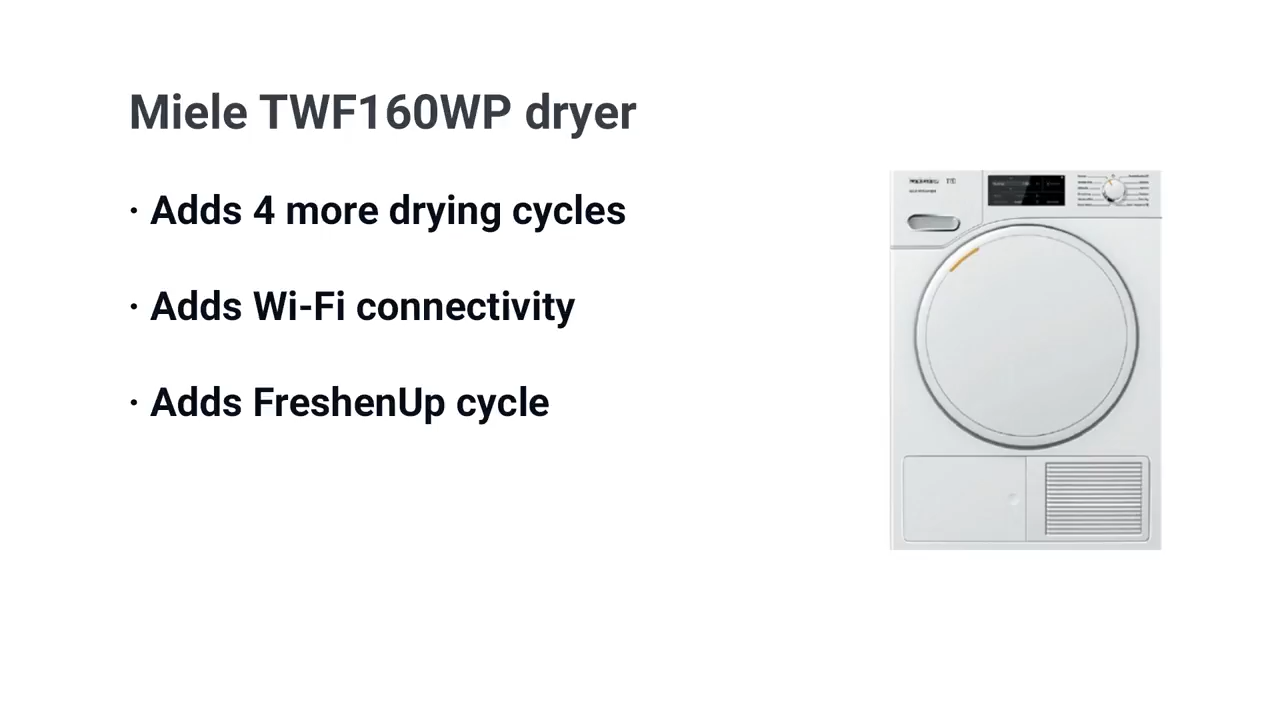 Miele TWF160WP dryer
· Adds 4 more drying cycles
· Adds Wi-Fi connectivity
· Adds FreshenUp cycle